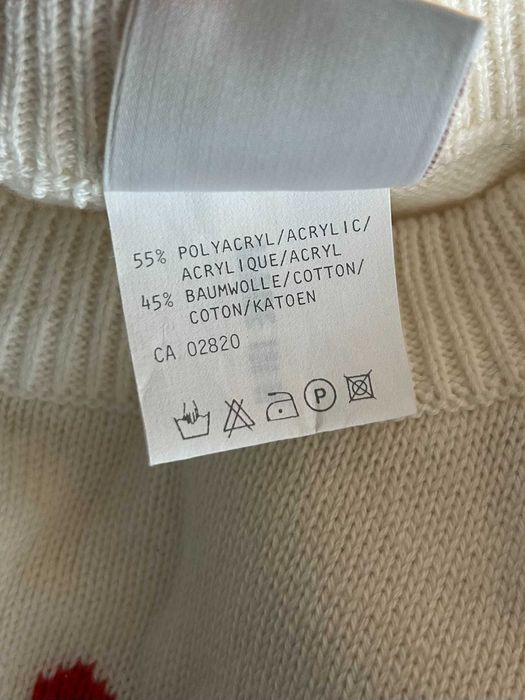 55% POLYACRYL/ACRYLIC/
ACRYLIQUE/ACRYL
45% BAUMWOLLE/COTTON/
COTON/KATOEN
CA 02820
P